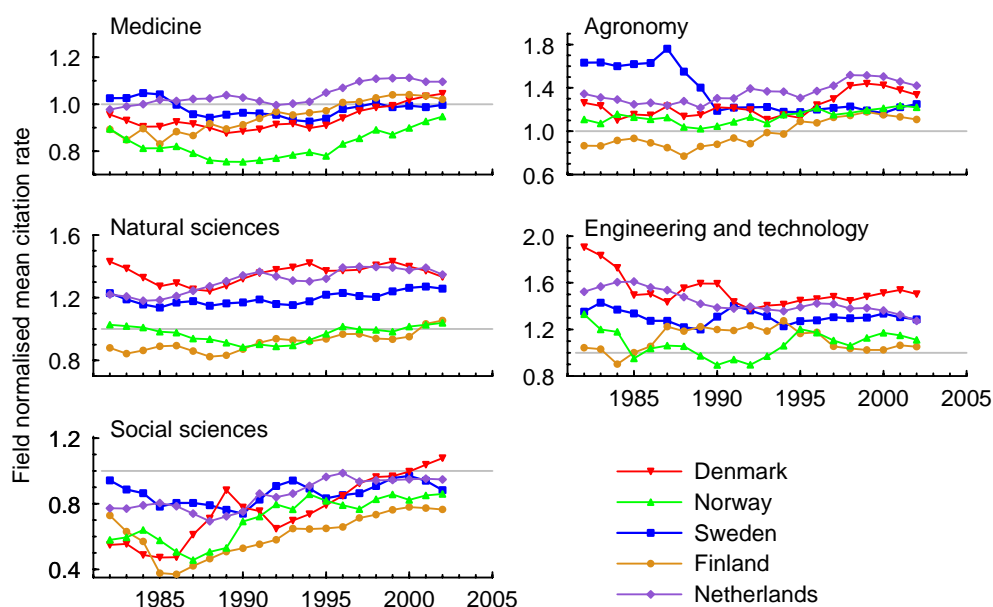 Field normalised mean citation rate
Medicine
1.2
1.0
0.8
Agronomy
1.8
1.4
1.0
0.6
Natural sciences
1.6
1.2
0.8
Engineering and technology
2.0
1.6
1.2
0.8
1985 1990 1995 2000 2005
Social sciences
1.2
0.8
0.4
1985 1990 1995 2000 2005
Denmark
Norway
Sweden
Finland
Netherlands